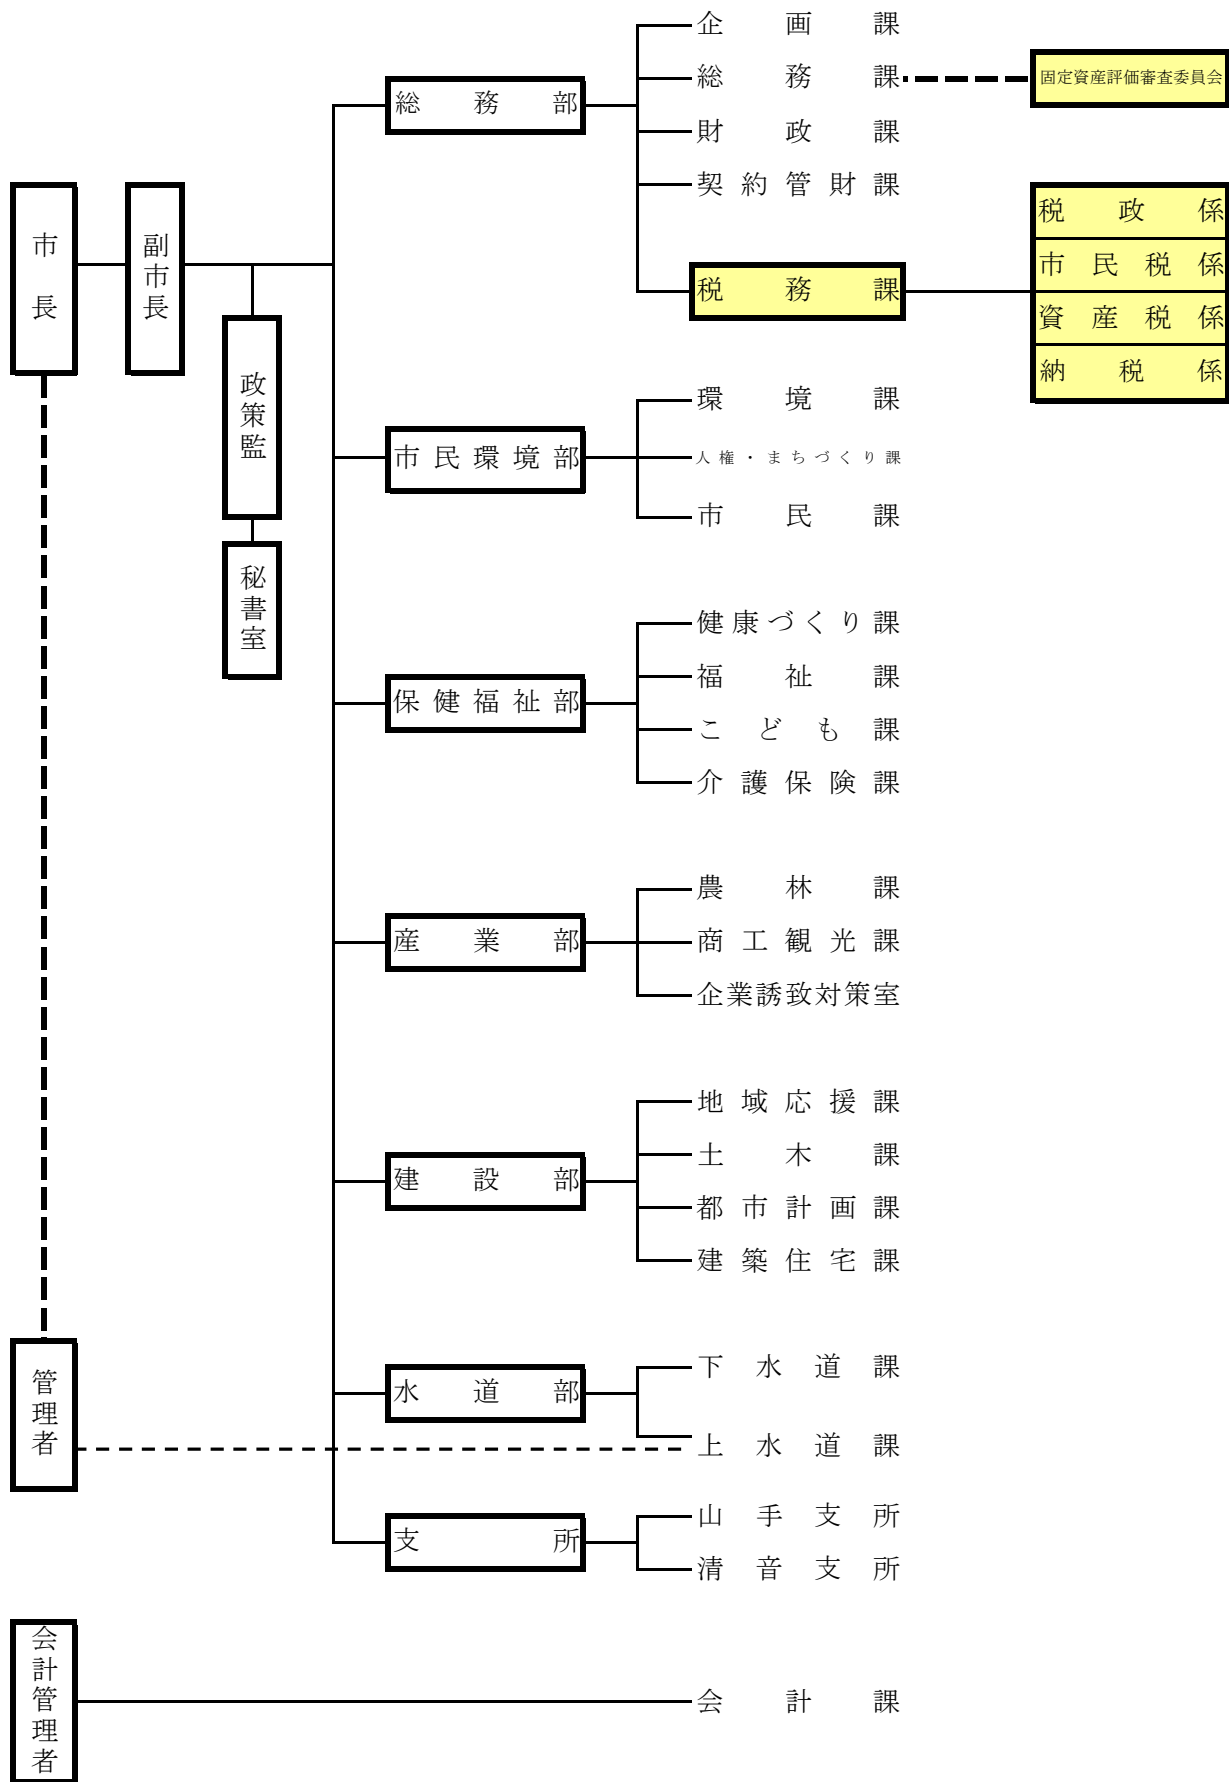 企画課
総務課
固定資産評価審査委員会
総務部
財政課
契約管財課
税務課
税政係
市民税係
資産税係
納税係
市長
副市長
政策監
秘書室
環境課
市民環境部
人権・まちづくり課
市民課
健康づくり課
福祉課
保健福祉部
こども課
介護保険課
農林課
産業部
商工観光課
企業誘致対策室
地域応援課
土木課
建設部
都市計画課
建築住宅課
管理者
下水道課
水道部
上水道課
山手支所
支所
清音支所
会計管理者
会計課